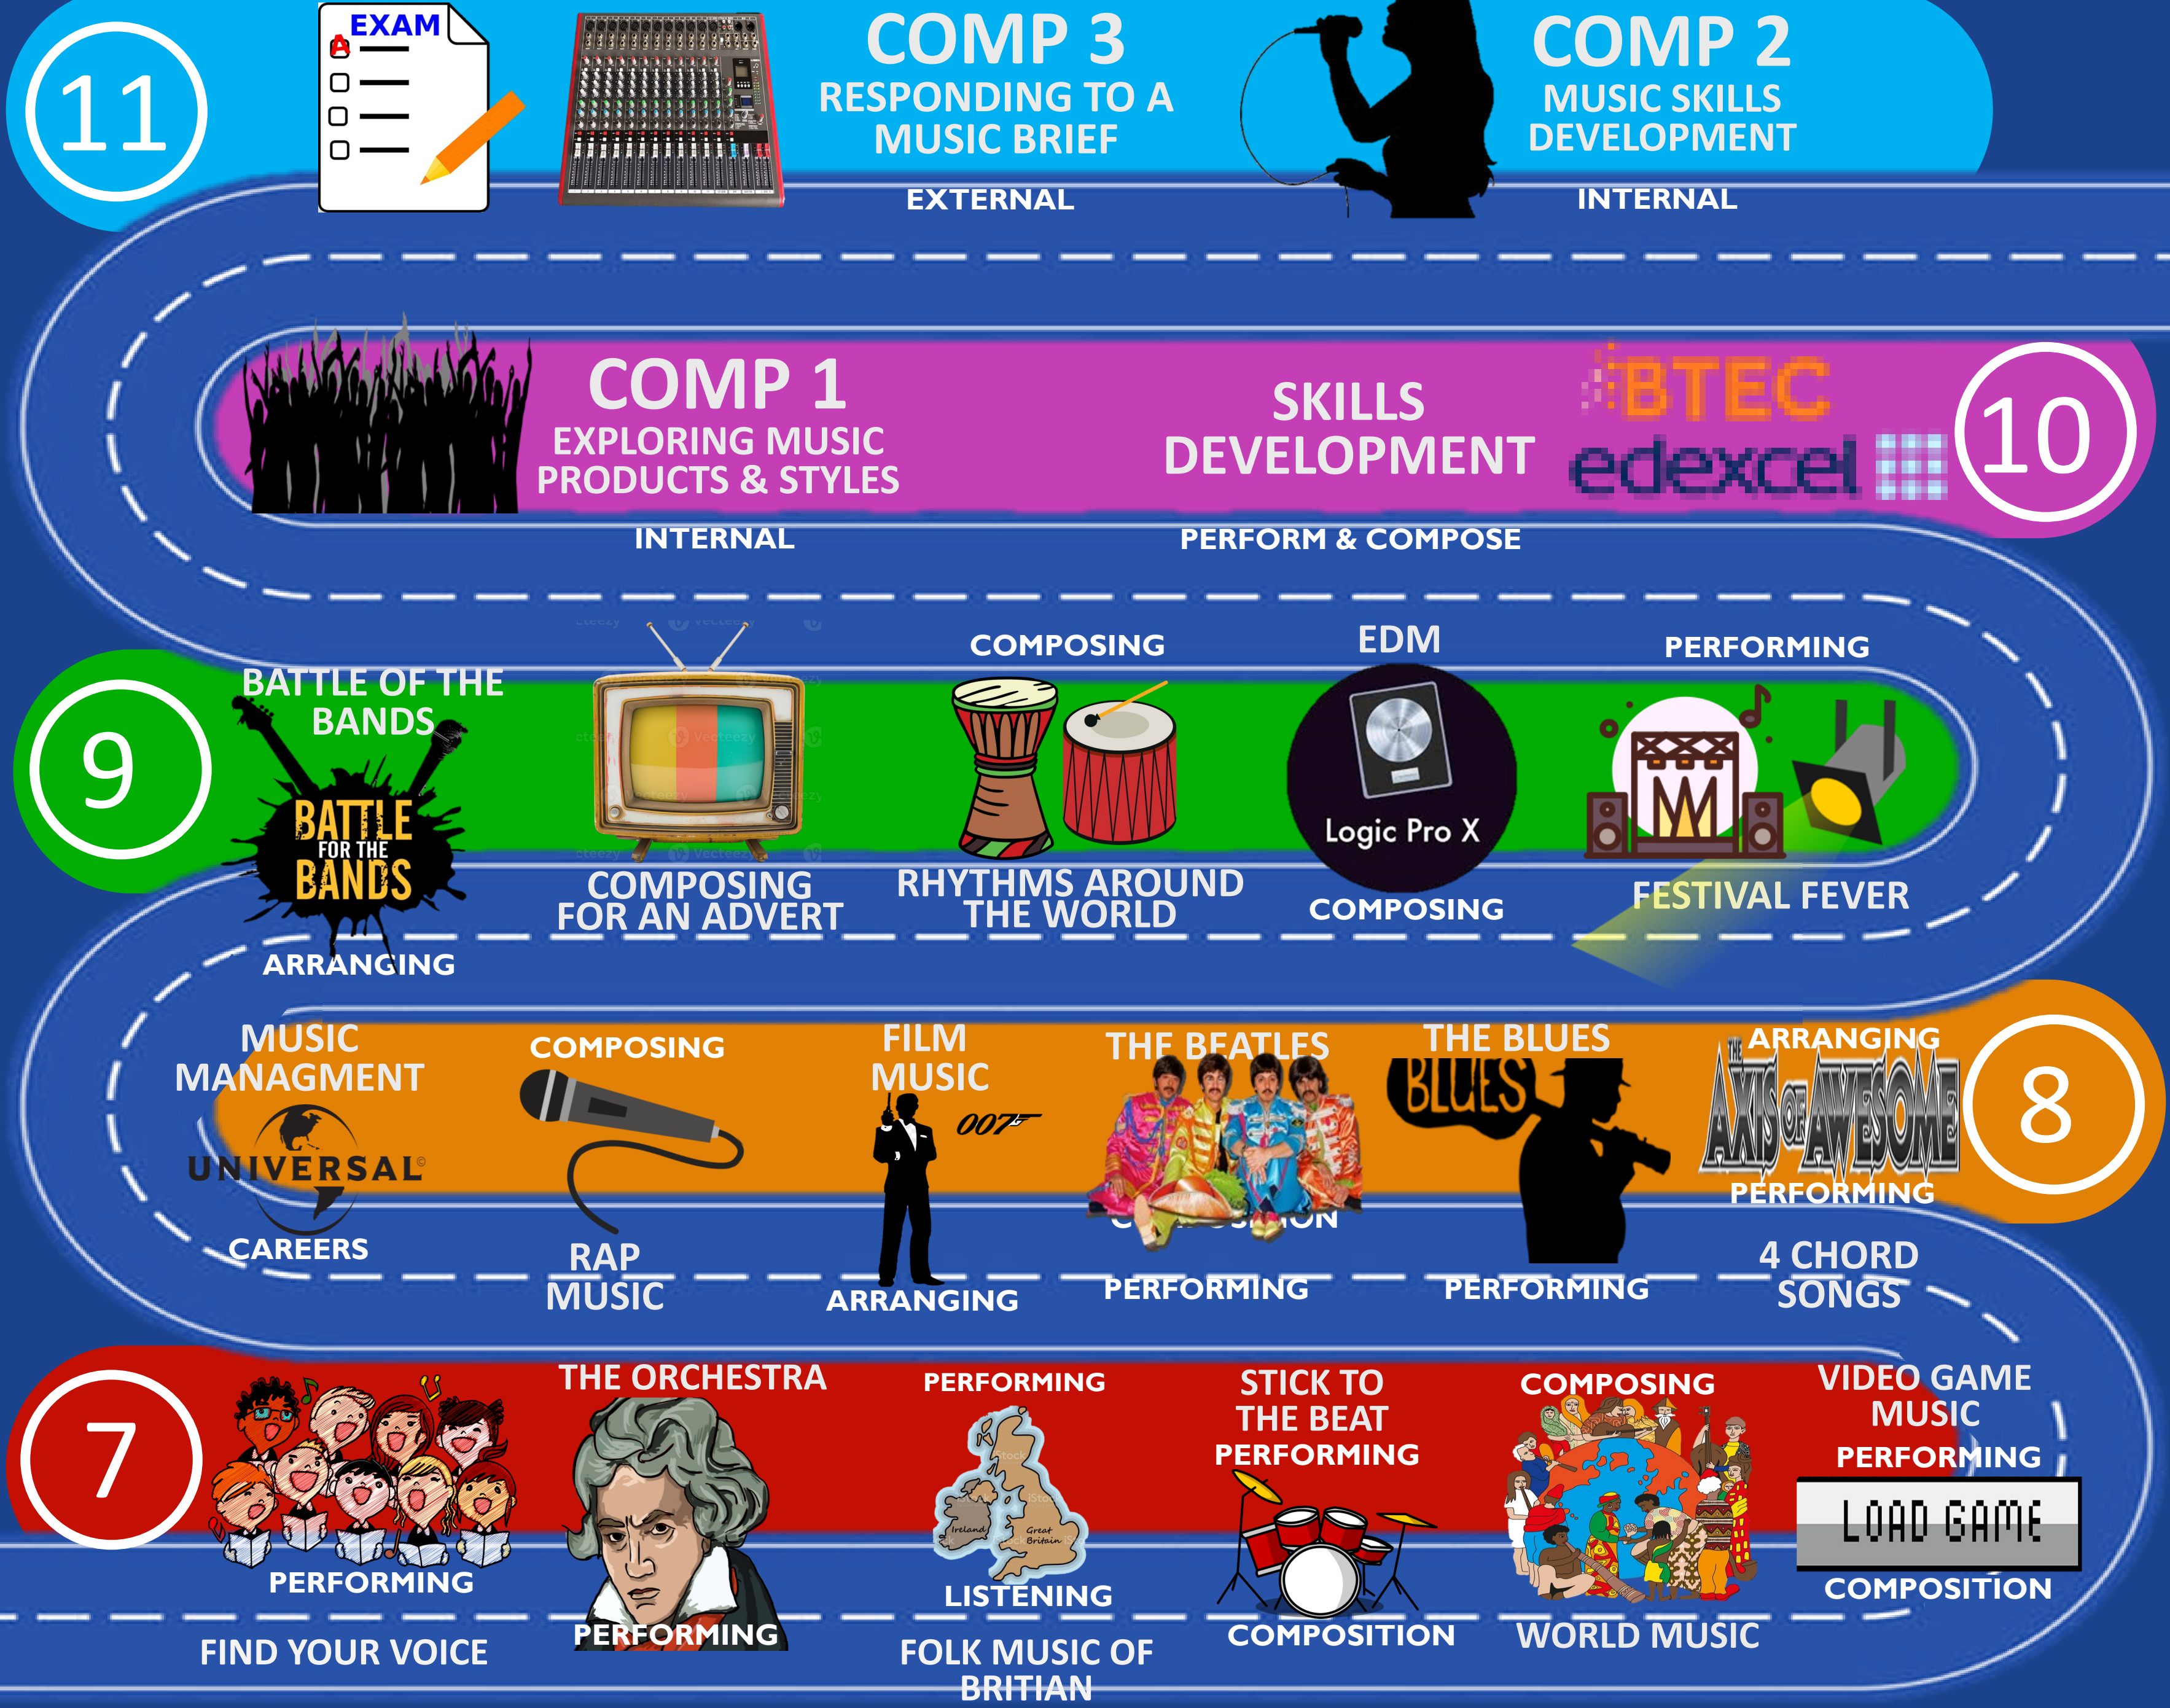 11
EXAM
A
COMP 3
RESPONDING TO A
MUSIC BRIEF
EXTERNAL
COMP 2
MUSIC SKILLS
DEVELOPMENT
INTERNAL
COMP 1
EXPLORING MUSIC
PRODUCTS & STYLES
INTERNAL
SKILLS
DEVELOPMENT
PERFORM & COMPOSE
BTEC
edexcel
10
9
BATTLE OF THE
BANDS
BATTLE
FOR THE
BANDS
ARRANGING
Vecteezy
COMPOSING
FOR AN ADVERT
COMPOSING
RHYTHMS AROUND
THE WORLD
EDM
Logic Pro X
COMPOSING
PERFORMING
FESTIVAL FEVER
MUSIC
MANAGMENT
UNIVERSAL
CAREERS
COMPOSING
RAP
MUSIC
FILM
MUSIC
007
ARRANGING
THE BEATLES
PERFORMING
THE BLUES
BLUES
PERFORMING
ARRANGING
THE
AXIS OF AWESOME
PERFORMING
4 CHORD
SONGS
8
7
PERFORMING
FIND YOUR VOICE
THE ORCHESTRA
PERFORMING
PERFORMING
iStock
Ireland
Great
Britain
LISTENING
FOLK MUSIC OF
BRITIAN
STICK TO
THE BEAT
PERFORMING
COMPOSITION
COMPOSING
WORLD MUSIC
VIDEO GAME
MUSIC
PERFORMING
LOAD GAME
COMPOSITION